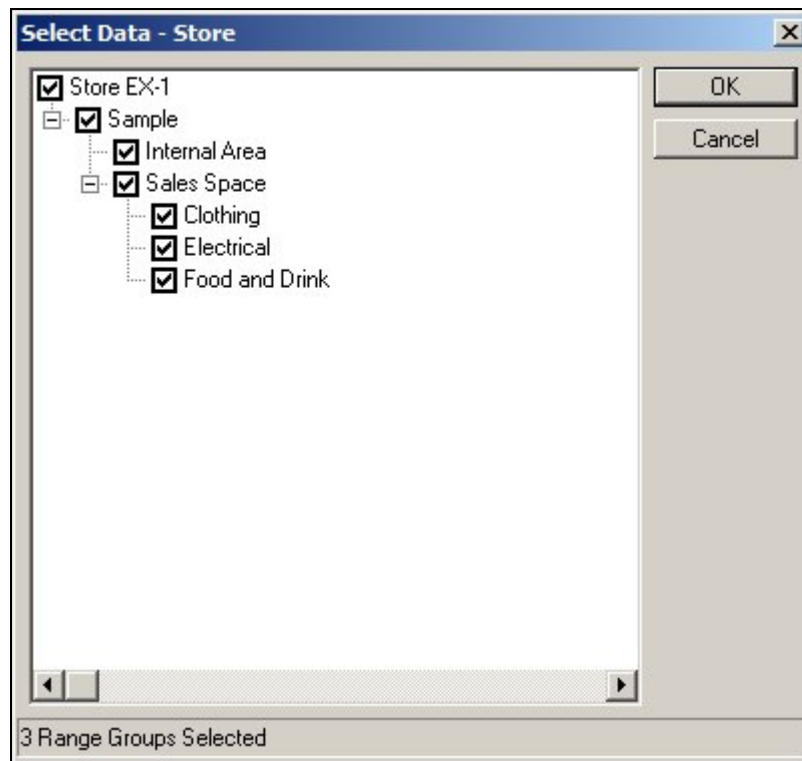 Select Data - Store
Store EX-1
OK
Sample
Cancel
Internal Area
Sales Space
Clothing
Electrical
Food and Drink
3 Range Groups Selected